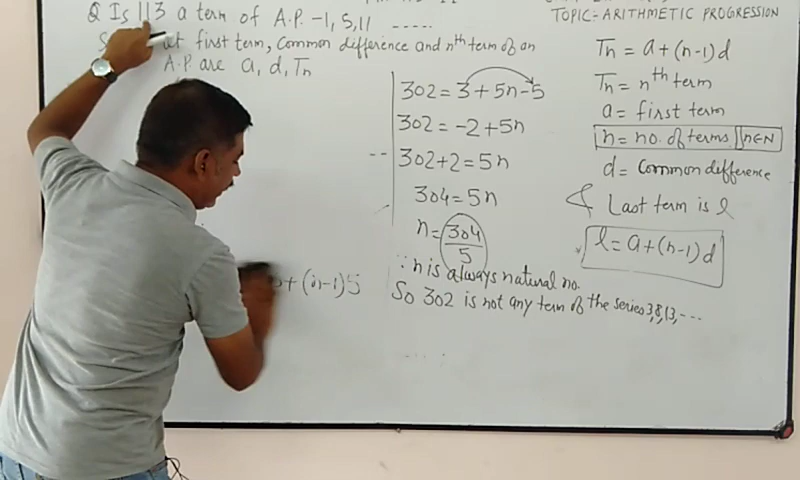 Q Is 113 a term of A.P. -1, 5, 11 -----
first term, Common difference and nth term of an
A.P are a, d, Tn
+ (n-1)5
302 = 3 + 5n - 5
302 = -2 + 5n
302 + 2 = 5n
304 = 5n
n = 304/5
∵ n is always natural no.
So 302 is not any term of the series 3, 8, 13, ---
TOPIC-ARITHMETIC PROGRESSION
Tn = a + (n-1) d
Tn = nth term
a = first term
n = no. of terms || n∈N
d = Common difference
& Last term is l
l = a + (n-1) d